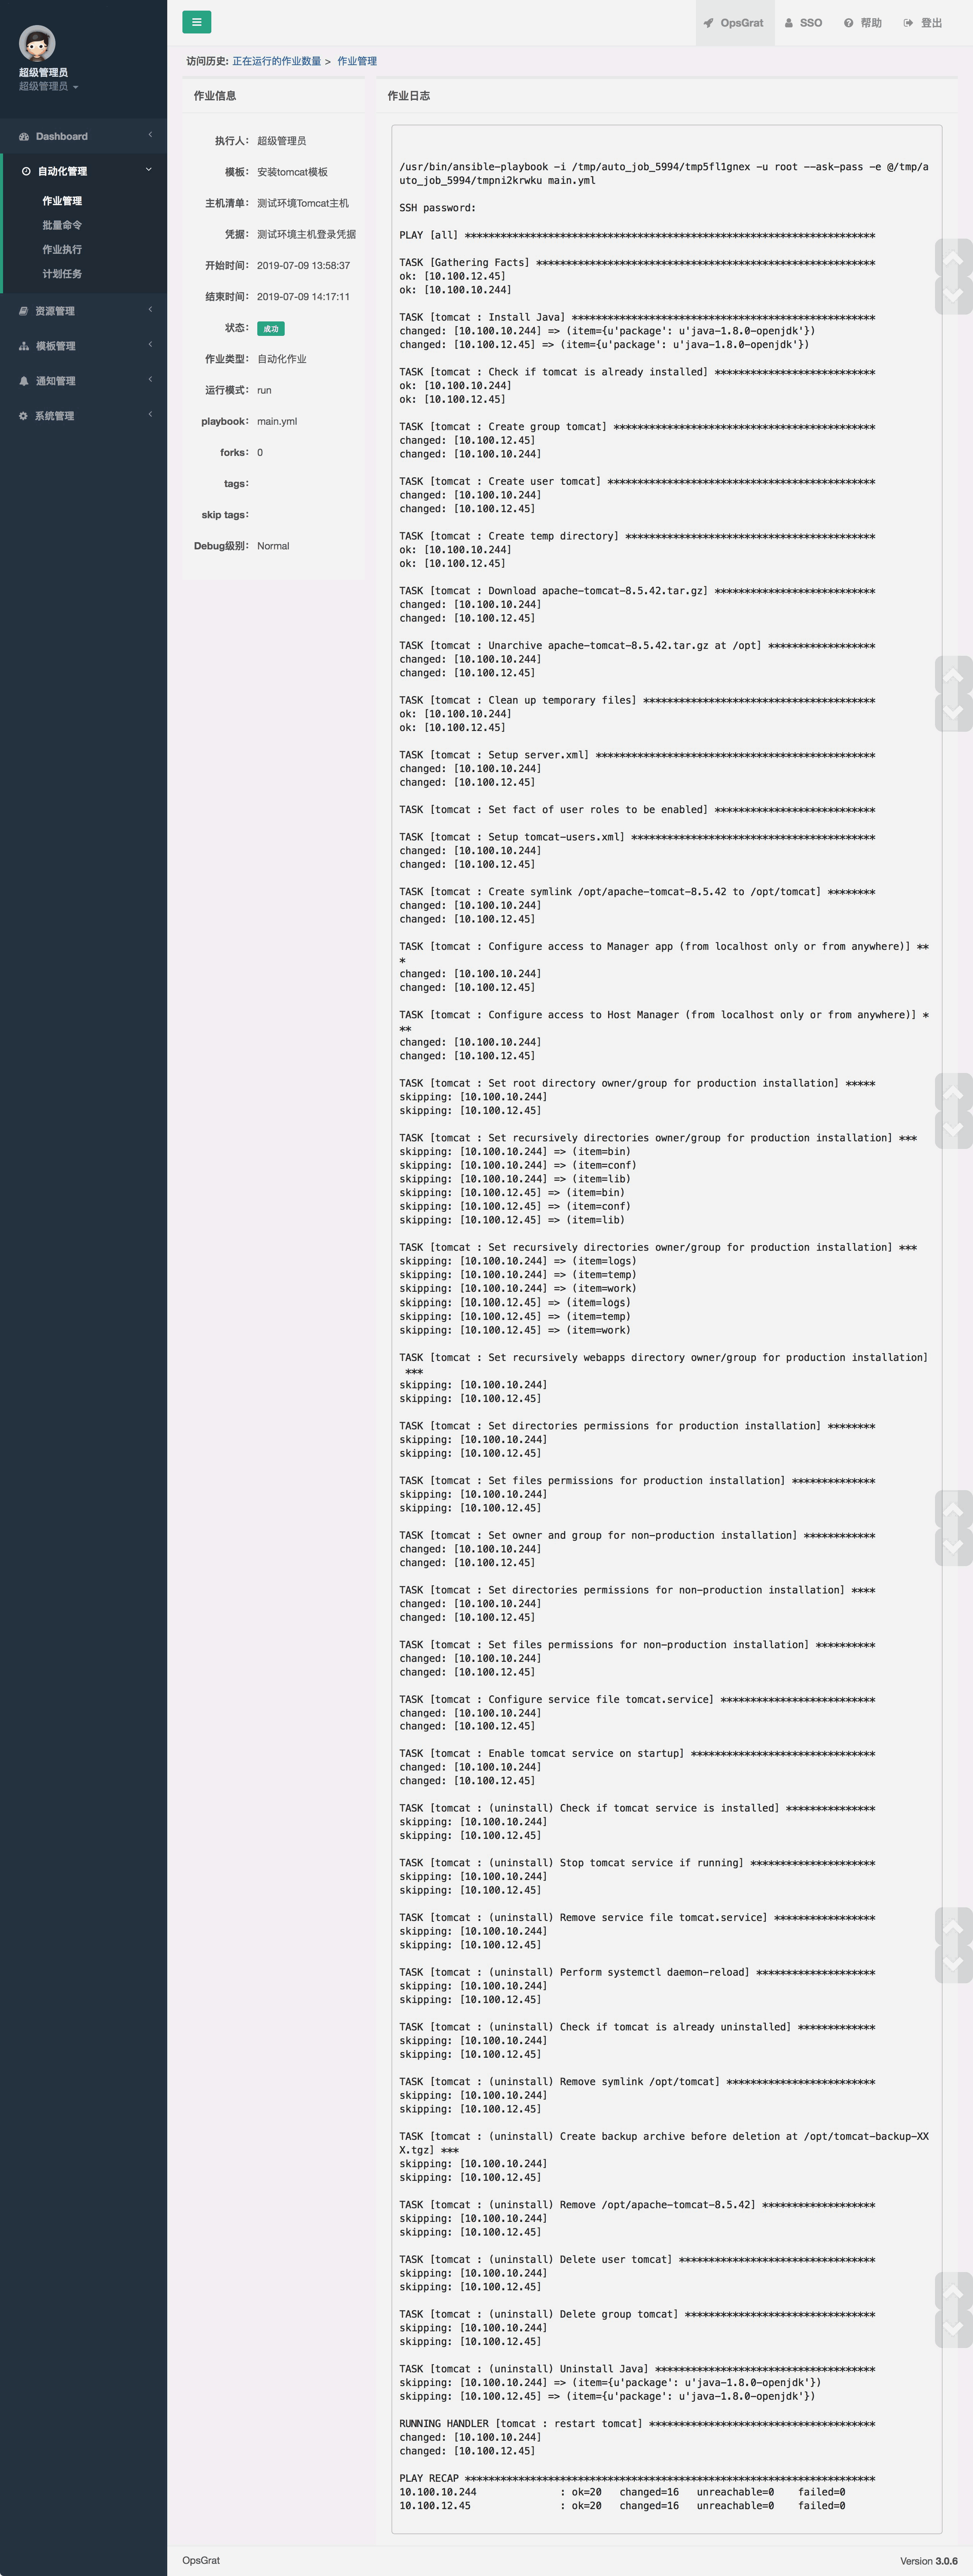 超级管理员
超级管理员
Dashboard
自动化管理
作业管理
批量命令
作业执行
计划任务
资源管理
模板管理
通知管理
系统管理
OpsGrat
SSO
帮助
登出
访问历史: 正在运行的作业数量 > 作业管理
作业信息
执行人: 超级管理员
模板: 安装tomcat模板
主机清单: 测试环境Tomcat主机
凭据: 测试环境主机登录凭据
开始时间: 2019-07-09 13:58:37
结束时间: 2019-07-09 14:17:11
状态: 成功
作业类型: 自动化作业
运行模式: run
playbook: main.yml
forks: 0
tags:
skip tags:
Debug级别: Normal
作业日志
/usr/bin/ansible-playbook -i /tmp/auto_job_5994/tmp5fl1gnex -u root --ask-pass -e @/tmp/a
uto_job_5994/tmpni2krwku main.yml
SSH password:
PLAY [all] *********************************************************************
TASK [Gathering Facts] *********************************************************
ok: [10.100.12.45]
ok: [10.100.10.244]
TASK [tomcat : Install Java] ***************************************************
changed: [10.100.10.244] => (item={u'package': u'java-1.8.0-openjdk'})
changed: [10.100.12.45] => (item={u'package': u'java-1.8.0-openjdk'})
TASK [tomcat : Check if tomcat is already installed] ***************************
ok: [10.100.10.244]
ok: [10.100.12.45]
TASK [tomcat : Create group tomcat] ********************************************
changed: [10.100.12.45]
changed: [10.100.10.244]
TASK [tomcat : Create user tomcat] *********************************************
changed: [10.100.10.244]
changed: [10.100.12.45]
TASK [tomcat : Create temp directory] ******************************************
ok: [10.100.10.244]
ok: [10.100.12.45]
TASK [tomcat : Download apache-tomcat-8.5.42.tar.gz] ***************************
changed: [10.100.10.244]
changed: [10.100.12.45]
TASK [tomcat : Unarchive apache-tomcat-8.5.42.tar.gz at /opt] ******************
changed: [10.100.10.244]
changed: [10.100.12.45]
TASK [tomcat : Clean up temporary files] ***************************************
ok: [10.100.10.244]
ok: [10.100.12.45]
TASK [tomcat : Setup server.xml] ***********************************************
changed: [10.100.10.244]
changed: [10.100.12.45]
TASK [tomcat : Set fact of user roles to be enabled] ***************************
TASK [tomcat : Setup tomcat-users.xml] *****************************************
changed: [10.100.10.244]
changed: [10.100.12.45]
TASK [tomcat : Create symlink /opt/apache-tomcat-8.5.42 to /opt/tomcat] ********
changed: [10.100.10.244]
changed: [10.100.12.45]
TASK [tomcat : Configure access to Manager app (from localhost only or from anywhere)] **
*
changed: [10.100.10.244]
changed: [10.100.12.45]
TASK [tomcat : Configure access to Host Manager (from localhost only or from anywhere)] *
**
changed: [10.100.10.244]
changed: [10.100.12.45]
TASK [tomcat : Set root directory owner/group for production installation] *****
skipping: [10.100.10.244]
skipping: [10.100.12.45]
TASK [tomcat : Set recursively directories owner/group for production installation] ***
skipping: [10.100.10.244] => (item=bin)
skipping: [10.100.10.244] => (item=conf)
skipping: [10.100.10.244] => (item=lib)
skipping: [10.100.12.45] => (item=bin)
skipping: [10.100.12.45] => (item=conf)
skipping: [10.100.12.45] => (item=lib)
TASK [tomcat : Set recursively directories owner/group for production installation] ***
skipping: [10.100.10.244] => (item=logs)
skipping: [10.100.10.244] => (item=temp)
skipping: [10.100.10.244] => (item=work)
skipping: [10.100.12.45] => (item=logs)
skipping: [10.100.12.45] => (item=temp)
skipping: [10.100.12.45] => (item=work)
TASK [tomcat : Set recursively webapps directory owner/group for production installation]
***
skipping: [10.100.10.244]
skipping: [10.100.12.45]
TASK [tomcat : Set directories permissions for production installation] ********
skipping: [10.100.10.244]
skipping: [10.100.12.45]
TASK [tomcat : Set files permissions for production installation] **************
skipping: [10.100.10.244]
skipping: [10.100.12.45]
TASK [tomcat : Set owner and group for non-production installation] ************
changed: [10.100.10.244]
changed: [10.100.12.45]
TASK [tomcat : Set directories permissions for non-production installation] ****
changed: [10.100.10.244]
changed: [10.100.12.45]
TASK [tomcat : Set files permissions for non-production installation] **********
changed: [10.100.10.244]
changed: [10.100.12.45]
TASK [tomcat : Configure service file tomcat.service] **************************
changed: [10.100.10.244]
changed: [10.100.12.45]
TASK [tomcat : Enable tomcat service on startup] *******************************
changed: [10.100.10.244]
changed: [10.100.12.45]
TASK [tomcat : (uninstall) Check if tomcat service is installed] ***************
skipping: [10.100.10.244]
skipping: [10.100.12.45]
TASK [tomcat : (uninstall) Stop tomcat service if running] *********************
skipping: [10.100.10.244]
skipping: [10.100.12.45]
TASK [tomcat : (uninstall) Remove service file tomcat.service] *****************
skipping: [10.100.10.244]
skipping: [10.100.12.45]
TASK [tomcat : (uninstall) Perform systemctl daemon-reload] ********************
skipping: [10.100.10.244]
skipping: [10.100.12.45]
TASK [tomcat : (uninstall) Check if tomcat is already uninstalled] *************
skipping: [10.100.10.244]
skipping: [10.100.12.45]
TASK [tomcat : (uninstall) Remove symlink /opt/tomcat] *************************
skipping: [10.100.10.244]
skipping: [10.100.12.45]
TASK [tomcat : (uninstall) Create backup archive before deletion at /opt/tomcat-backup-XX
X.tgz] ***
skipping: [10.100.10.244]
skipping: [10.100.12.45]
TASK [tomcat : (uninstall) Remove /opt/apache-tomcat-8.5.42] *******************
skipping: [10.100.10.244]
skipping: [10.100.12.45]
TASK [tomcat : (uninstall) Delete user tomcat] *********************************
skipping: [10.100.10.244]
skipping: [10.100.12.45]
TASK [tomcat : (uninstall) Delete group tomcat] ********************************
skipping: [10.100.10.244]
skipping: [10.100.12.45]
TASK [tomcat : (uninstall) Uninstall Java] *************************************
skipping: [10.100.10.244] => (item={u'package': u'java-1.8.0-openjdk'})
skipping: [10.100.12.45] => (item={u'package': u'java-1.8.0-openjdk'})
RUNNING HANDLER [tomcat : restart tomcat] **************************************
changed: [10.100.10.244]
changed: [10.100.12.45]
PLAY RECAP *********************************************************************
10.100.10.244 : ok=20 changed=16 unreachable=0 failed=0
10.100.12.45 : ok=20 changed=16 unreachable=0 failed=0
OpsGrat
Version 3.0.6